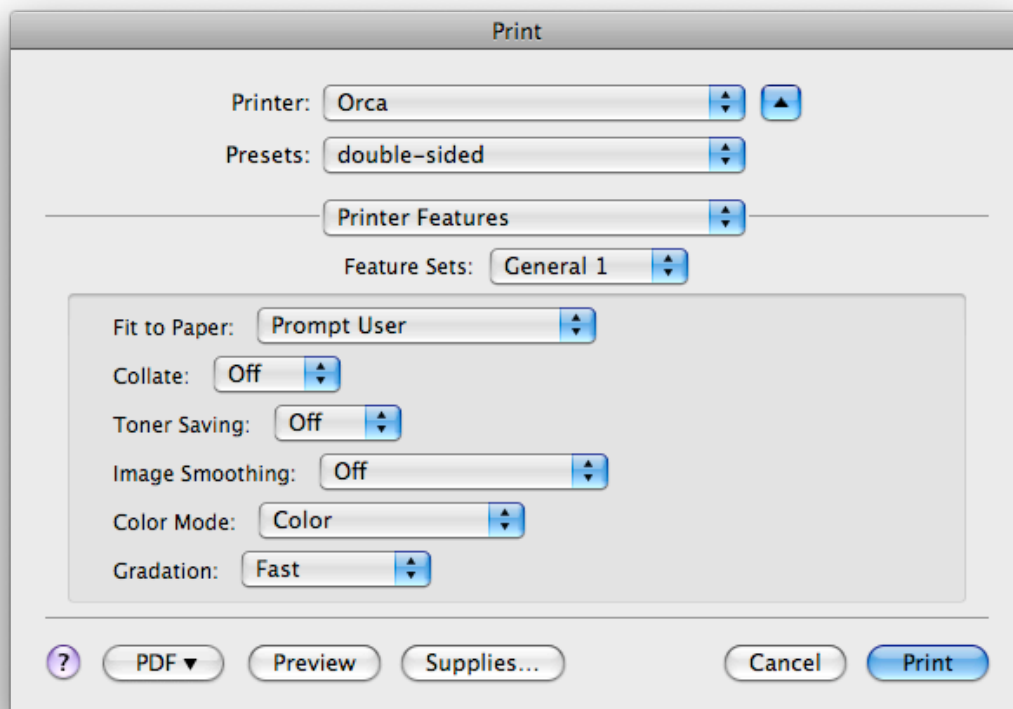 Print
Printer: Orca
Presets: double-sided
Printer Features
Feature Sets: General 1
Fit to Paper: Prompt User
Collate: Off
Toner Saving: Off
Image Smoothing: Off
Color Mode: Color
Gradation: Fast
? PDF▼ Preview Supplies... Cancel Print